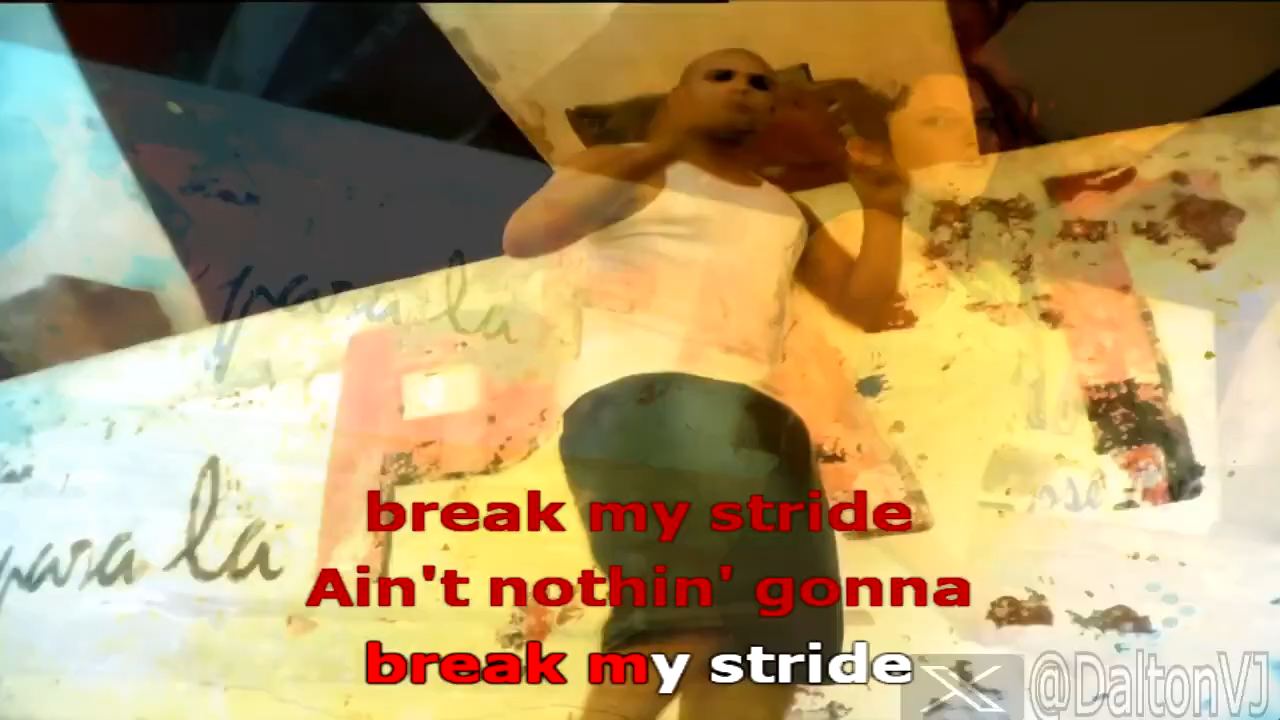 para la
para la
break my stride
Ain't nothin' gonna
break my stride
X @DaltonVJ